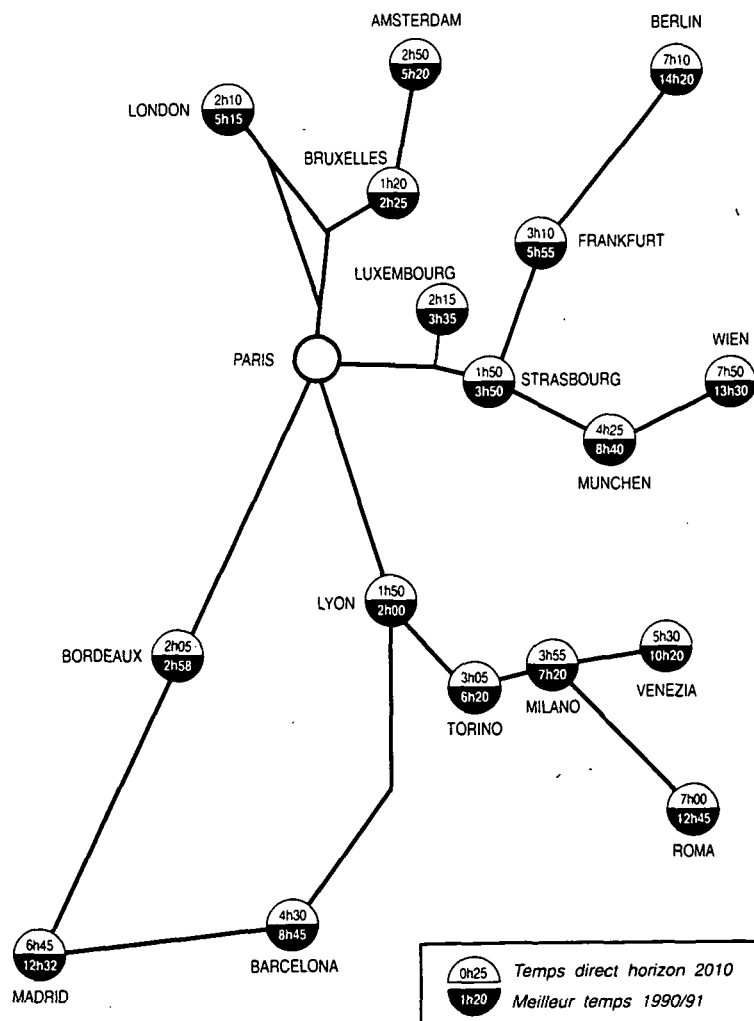 AMSTERDAM
2h50
5h20
BERLIN
7h10
14h20
LONDON
2h10
5h15
BRUXELLES
1h20
2h25
FRANKFURT
3h10
5h55
LUXEMBOURG
2h15
3h35
PARIS
STRASBOURG
1h50
3h50
WIEN
7h50
13h30
4h25
8h40
MUNCHEN
LYON
1h50
2h00
BORDEAUX
2h05
2h58
3h05
6h20
TORINO
3h55
7h20
MILANO
5h30
10h20
VENEZIA
7h00
12h45
ROMA
4h30
8h45
BARCELONA
6h45
12h32
MADRID
0h25 Temps direct horizon 2010
1h20 Meilleur temps 1990/91